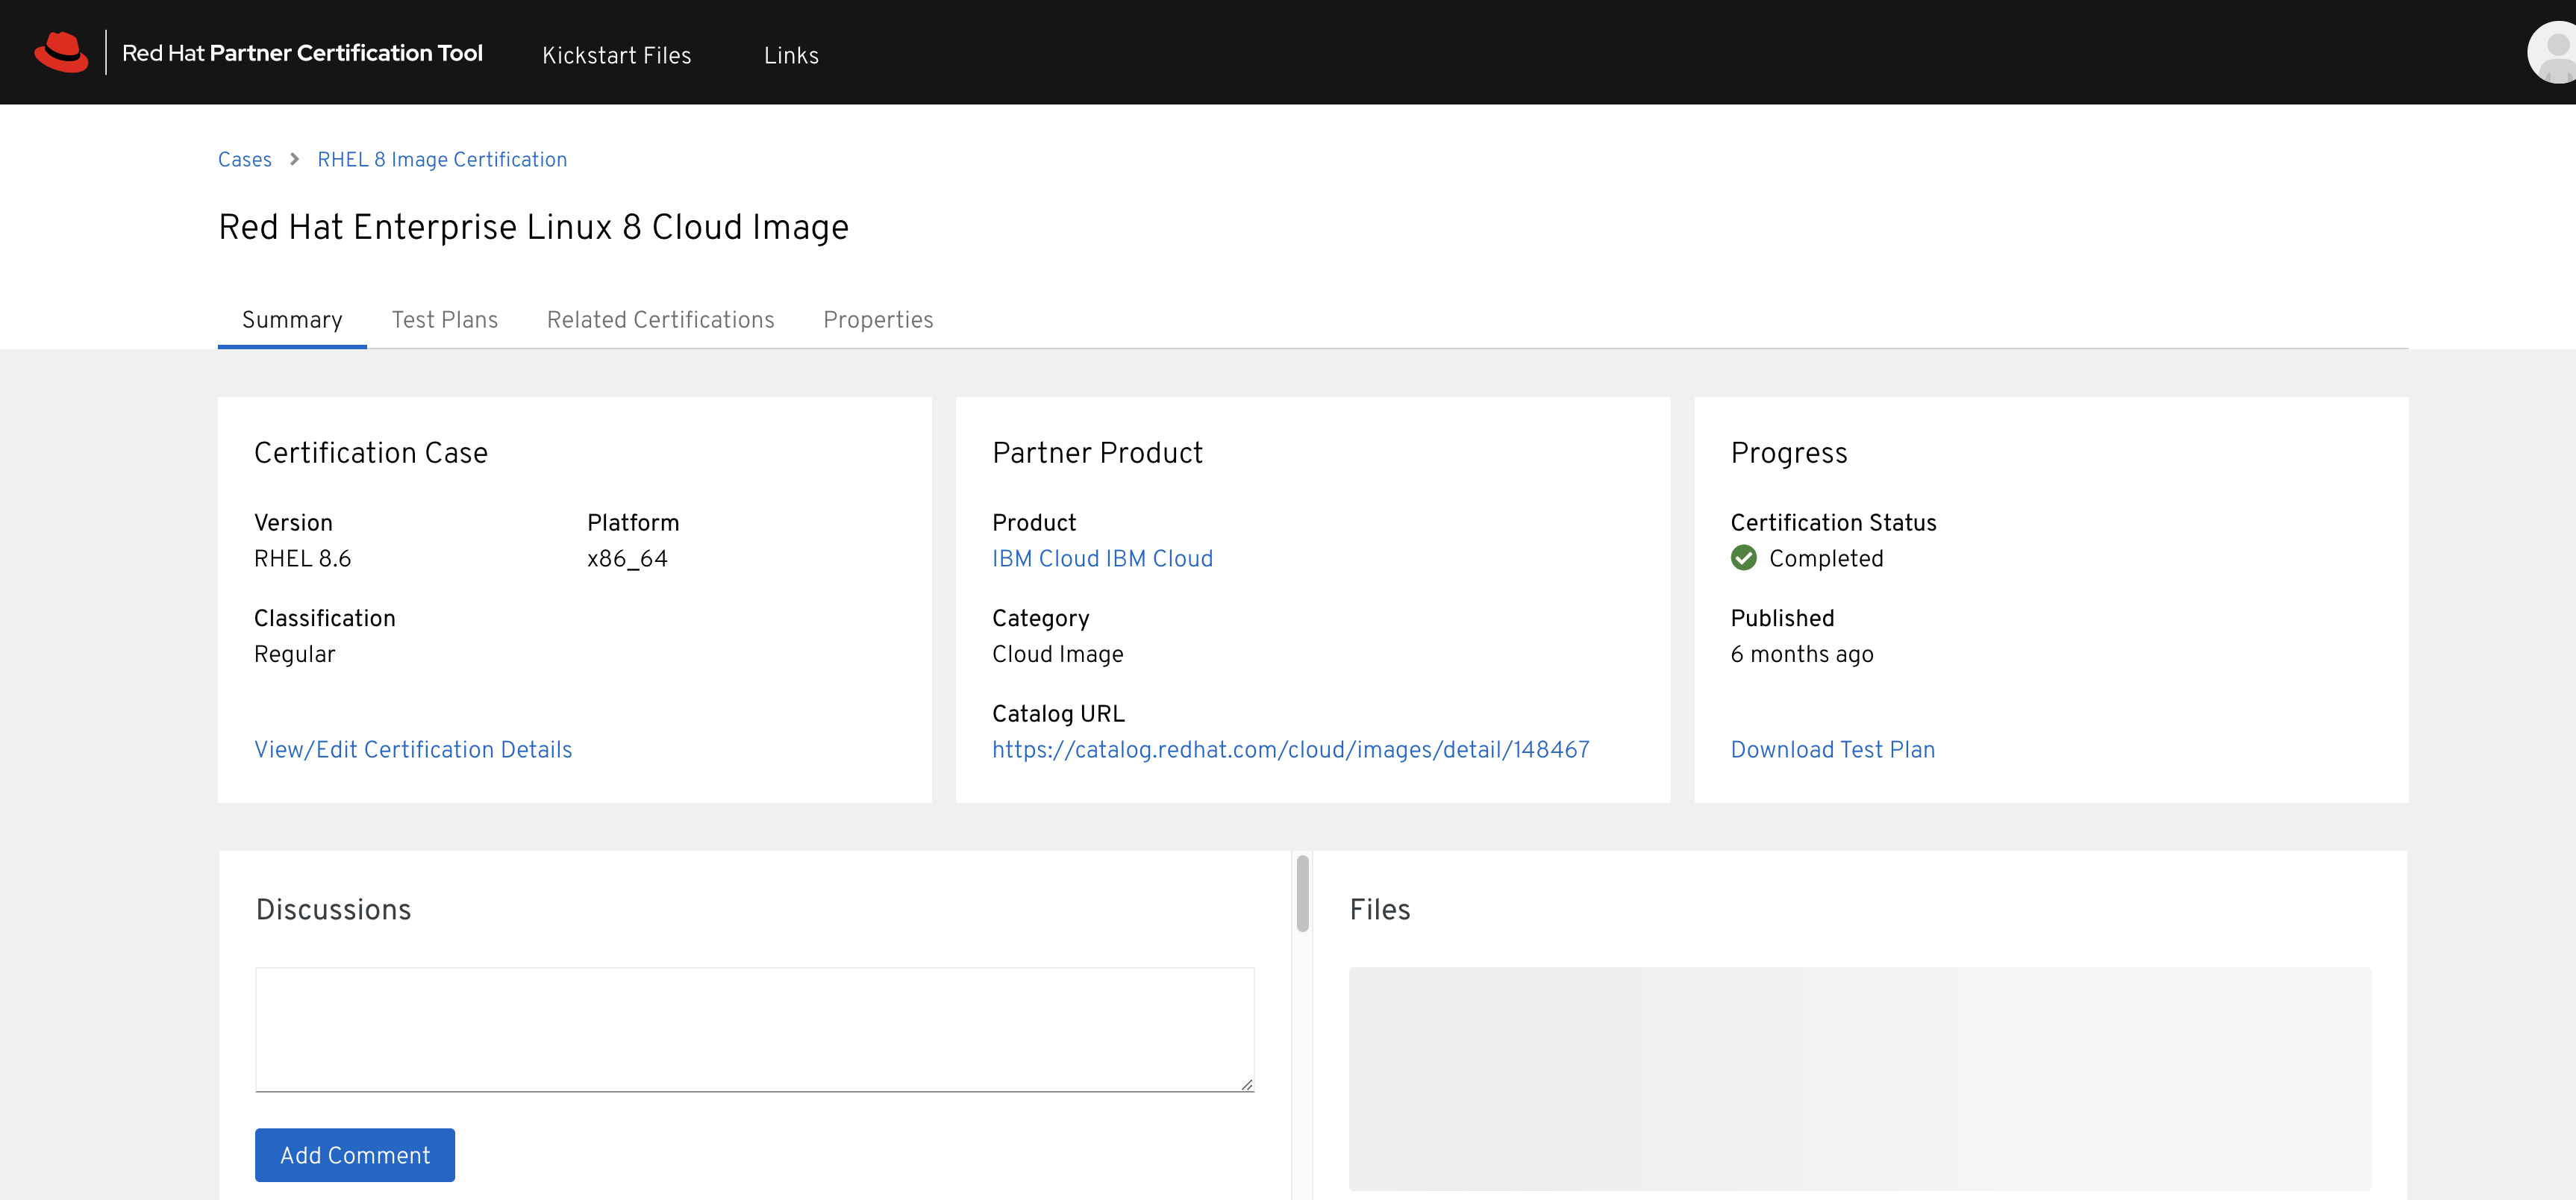 Red Hat Partner Certification Tool
Kickstart Files
Links
Cases
RHEL 8 Image Certification
Red Hat Enterprise Linux 8 Cloud Image
Summary
Test Plans
Related Certifications
Properties
Certification Case
Version
Platform
RHEL 8.6
x86_64
Classification
Regular
View/Edit Certification Details
Partner Product
Product
IBM Cloud IBM Cloud
Category
Cloud Image
Catalog URL
https://catalog.redhat.com/cloud/images/detail/148467
Progress
Certification Status
Completed
Published
6 months ago
Download Test Plan
Discussions
Add Comment
Files